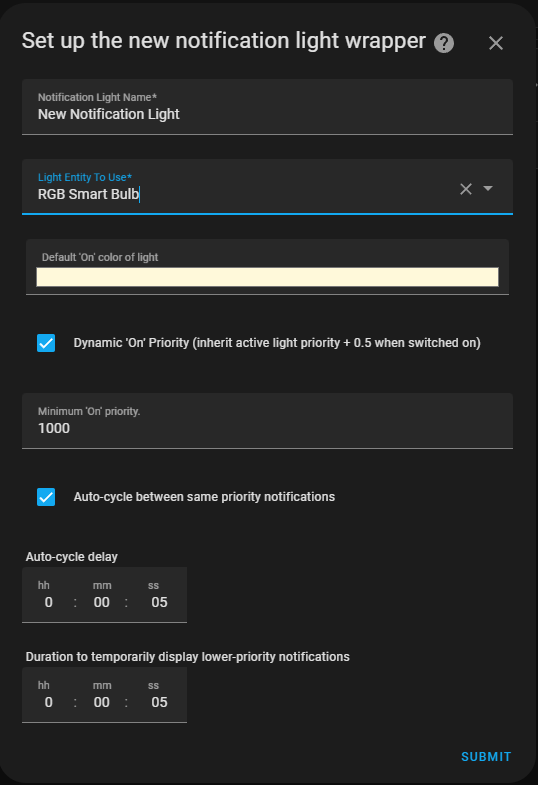 Set up the new notification light wrapper ?
Notification Light Name*
New Notification Light
Light Entity To Use*
RGB Smart Bulb
Default 'On' color of light
Dynamic 'On' Priority (inherit active light priority + 0.5 when switched on)
Minimum 'On' priority.
1000
Auto-cycle between same priority notifications
Auto-cycle delay
hh mm ss
0 : 00 : 05
Duration to temporarily display lower-priority notifications
hh mm ss
0 : 00 : 05
SUBMIT